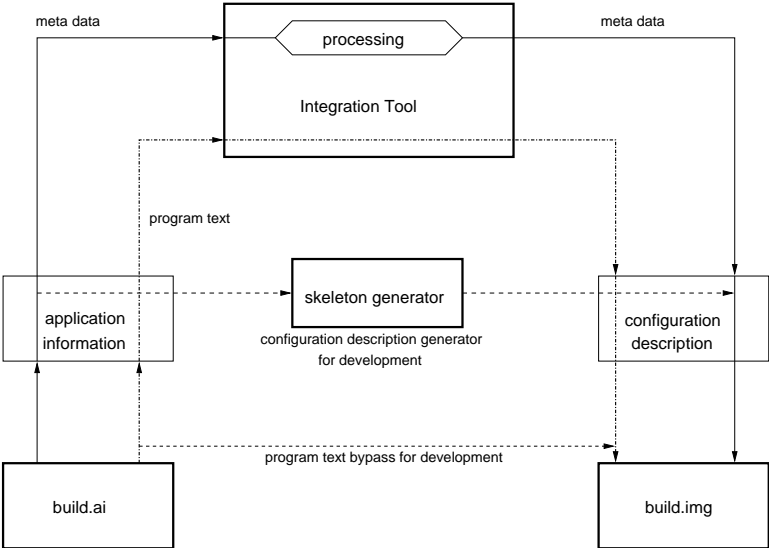 meta data
meta data
processing
Integration Tool
program text
skeleton generator
application
information
configuration
description
configuration description generator
for development
program text bypass for development
build.ai
build.img